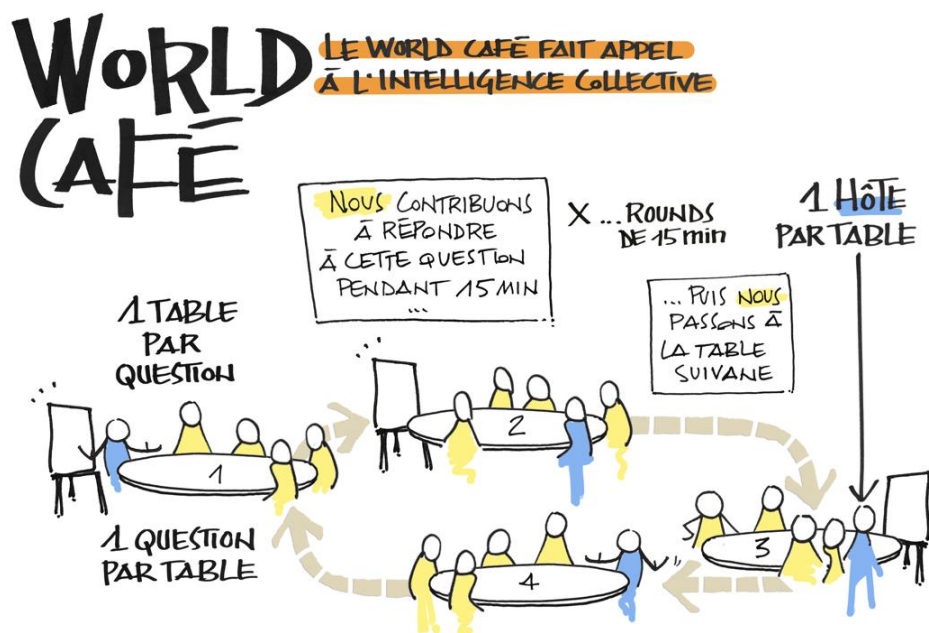 WORLD
CAFÉ
LE WORLD CAFÉ FAIT APPEL
À L'INTELLIGENCE COLLECTIVE
NOUS CONTRIBUONS
À RÉPONDRE
À CETTE QUESTION
PENDANT 15 MIN
...
X ... ROUNDS
DE 15 min
1 HÔTE
PAR TABLE
... PUIS NOUS
PASSONS À
LA TABLE
SUIVANE
1 TABLE
PAR
QUESTION
1
2
3
4
1 QUESTION
PAR TABLE